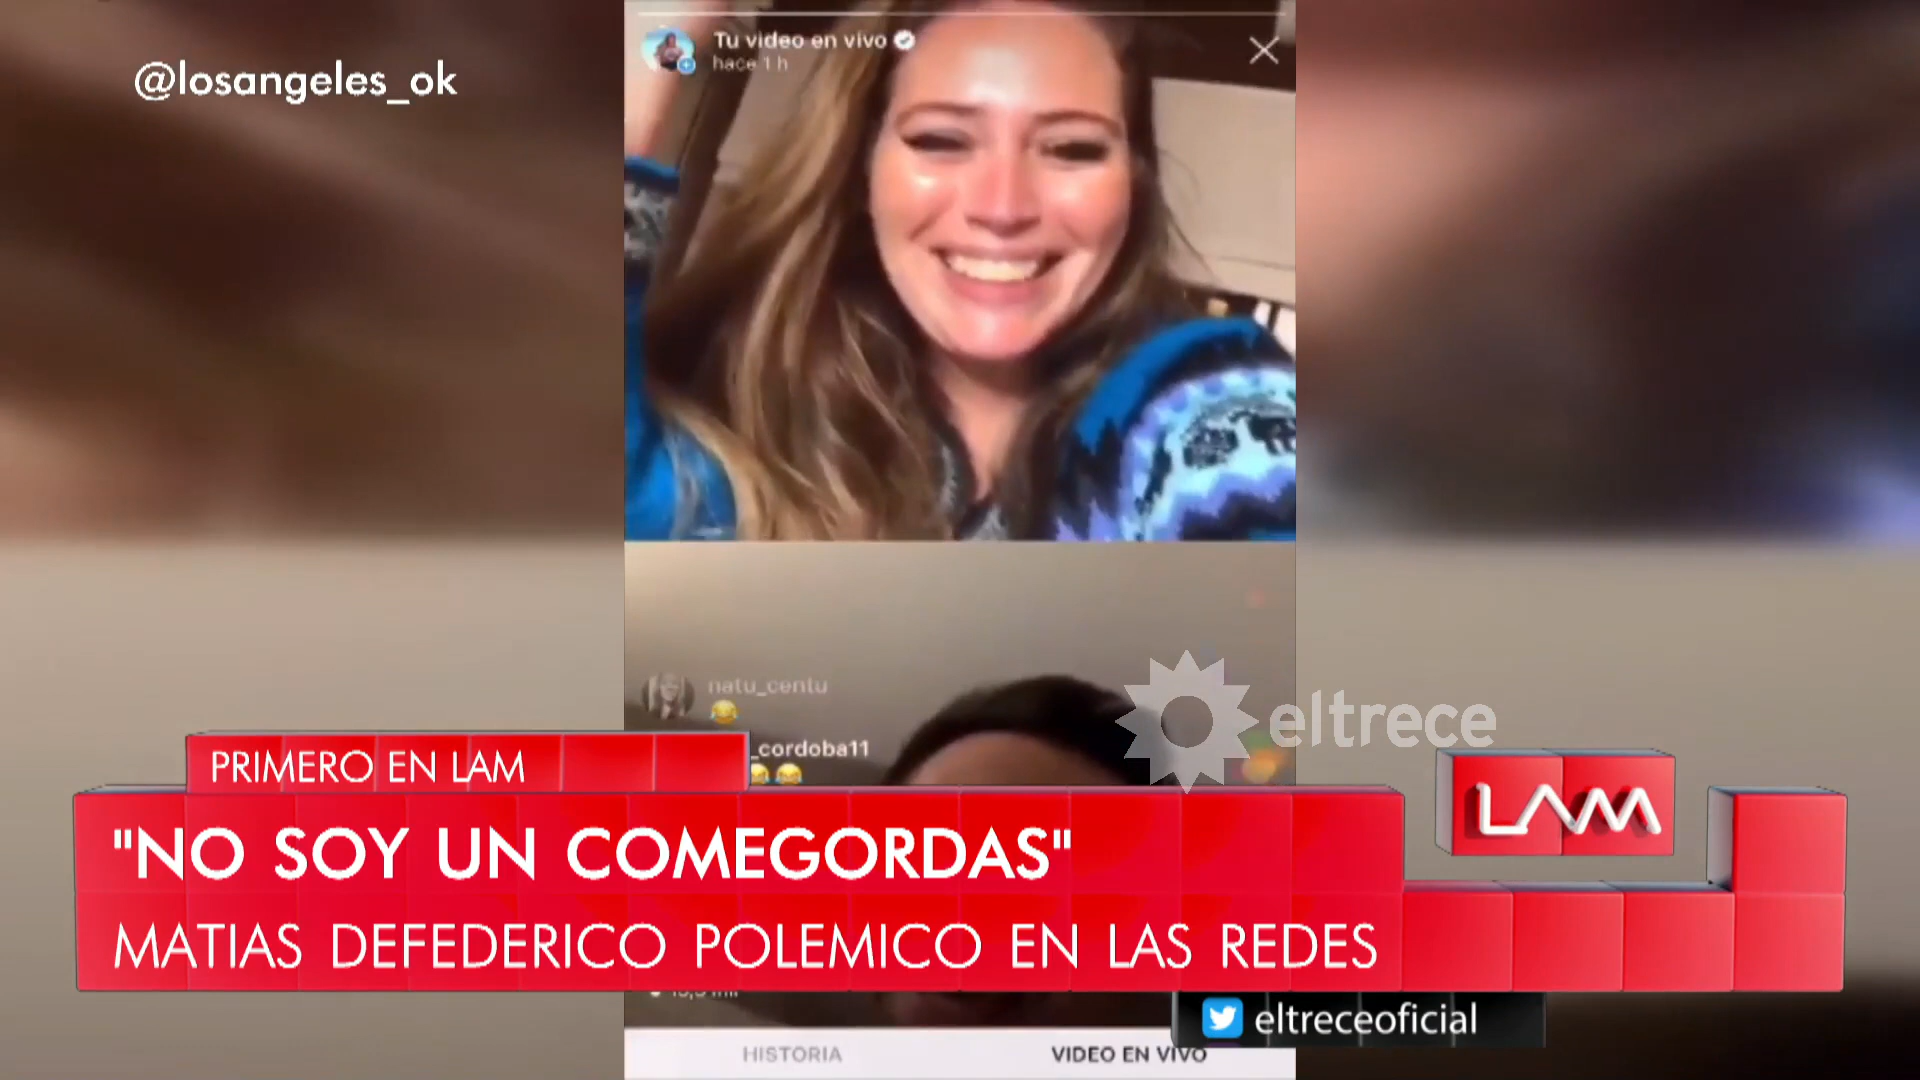 @losangeles_ok
Tu video en vivo
hace 1 h
natu_centu
_cordoba11
eltrece
PRIMERO EN LAM
LAM
"NO SOY UN COMEGORDAS"
MATIAS DEFEDERICO POLEMICO EN LAS REDES
eltreceoficial
HISTORIA
VIDEO EN VIVO